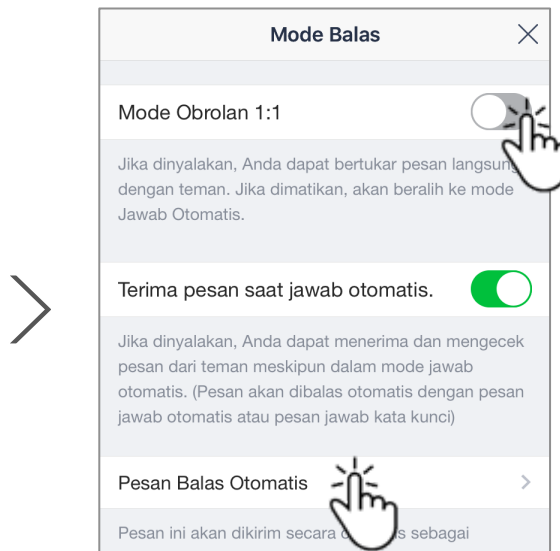 Mode Balas
Mode Obrolan 1:1
Jika dinyalakan, Anda dapat bertukar pesan langsung
dengan teman. Jika dimatikan, akan beralih ke mode
Jawab Otomatis.
Terima pesan saat jawab otomatis.
Jika dinyalakan, Anda dapat menerima dan mengecek
pesan dari teman meskipun dalam mode jawab
otomatis. (Pesan akan dibalas otomatis dengan pesan
jawab otomatis atau pesan jawab kata kunci)
Pesan Balas Otomatis
Pesan ini akan dikirim secara sebagai